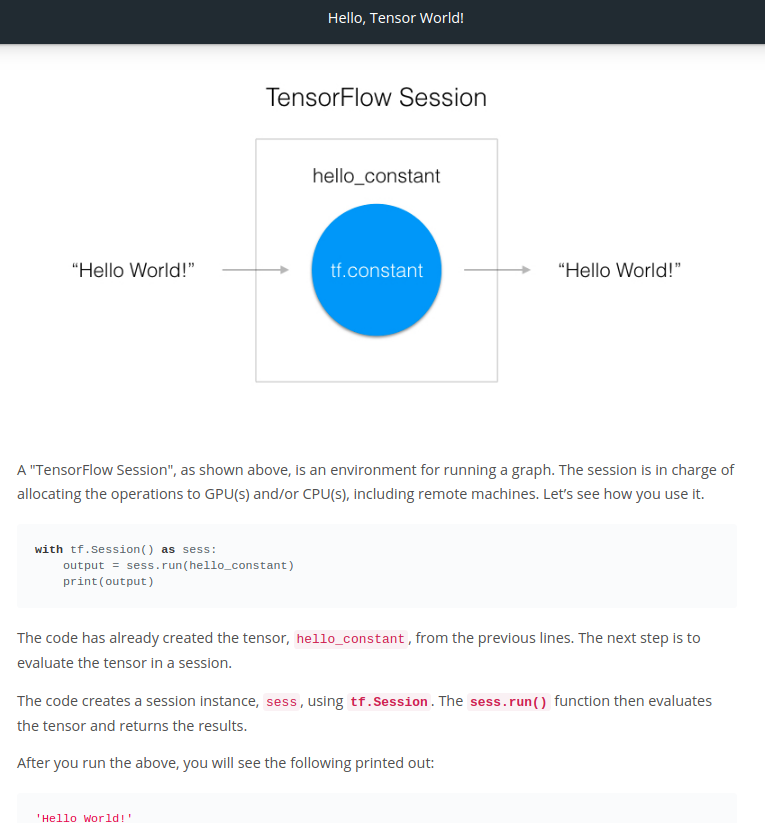 Hello, Tensor World!
TensorFlow Session
hello_constant
“Hello World!”
tf.constant
“Hello World!”
A "TensorFlow Session", as shown above, is an environment for running a graph. The session is in charge of
allocating the operations to GPU(s) and/or CPU(s), including remote machines. Let’s see how you use it.
with tf.Session() as sess:
    output = sess.run(hello_constant)
    print(output)
The code has already created the tensor, hello_constant, from the previous lines. The next step is to
evaluate the tensor in a session.
The code creates a session instance, sess, using tf.Session. The sess.run() function then evaluates
the tensor and returns the results.
After you run the above, you will see the following printed out:
'Hello World!'